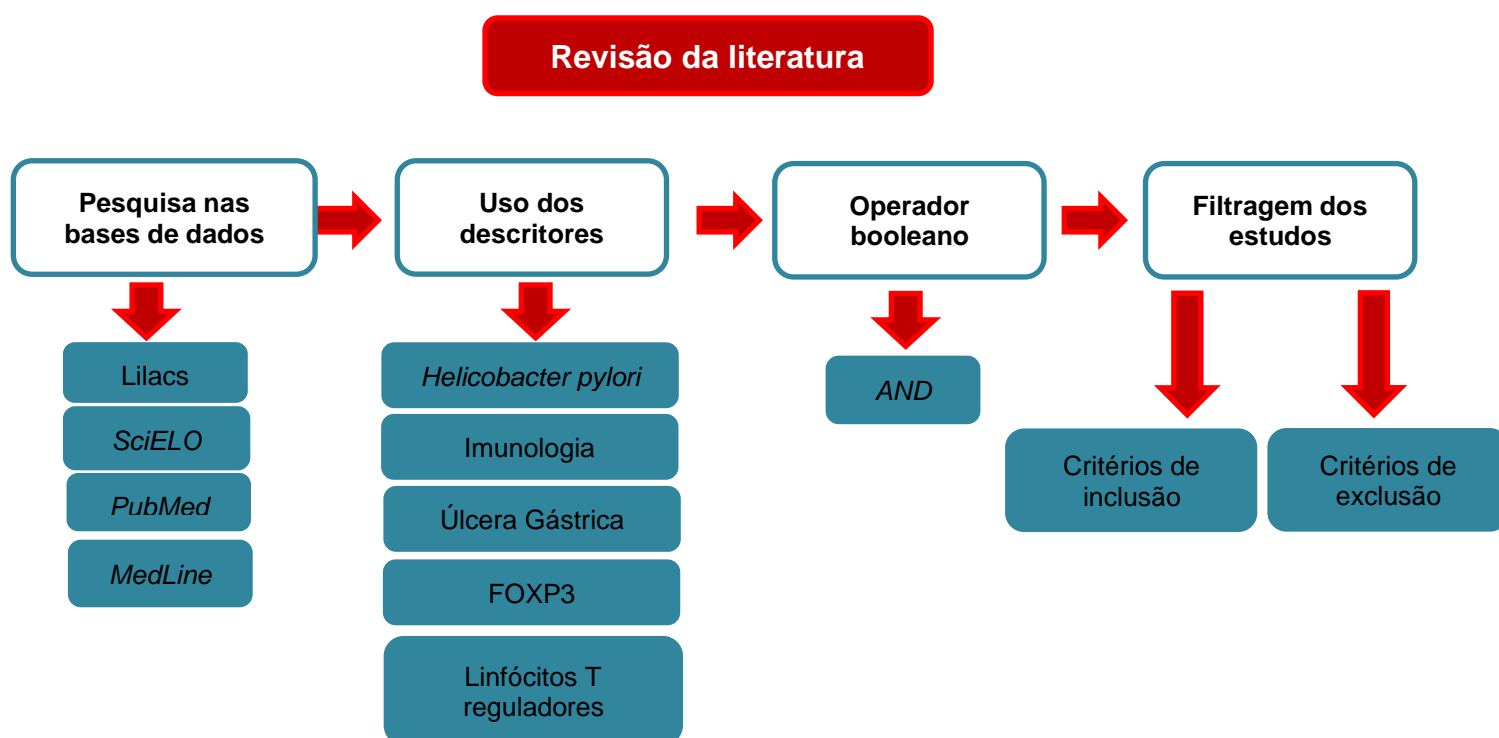 Revisão da literatura
Pesquisa nas
bases de dados
Uso dos
descritores
Operador
booleano
Filtragem dos
estudos
Lilacs
SciELO
PubMed
MedLine
Helicobacter pylori
Imunologia
Úlcera Gástrica
FOXP3
Linfócitos T
reguladores
AND
Critérios de
inclusão
Critérios de
exclusão